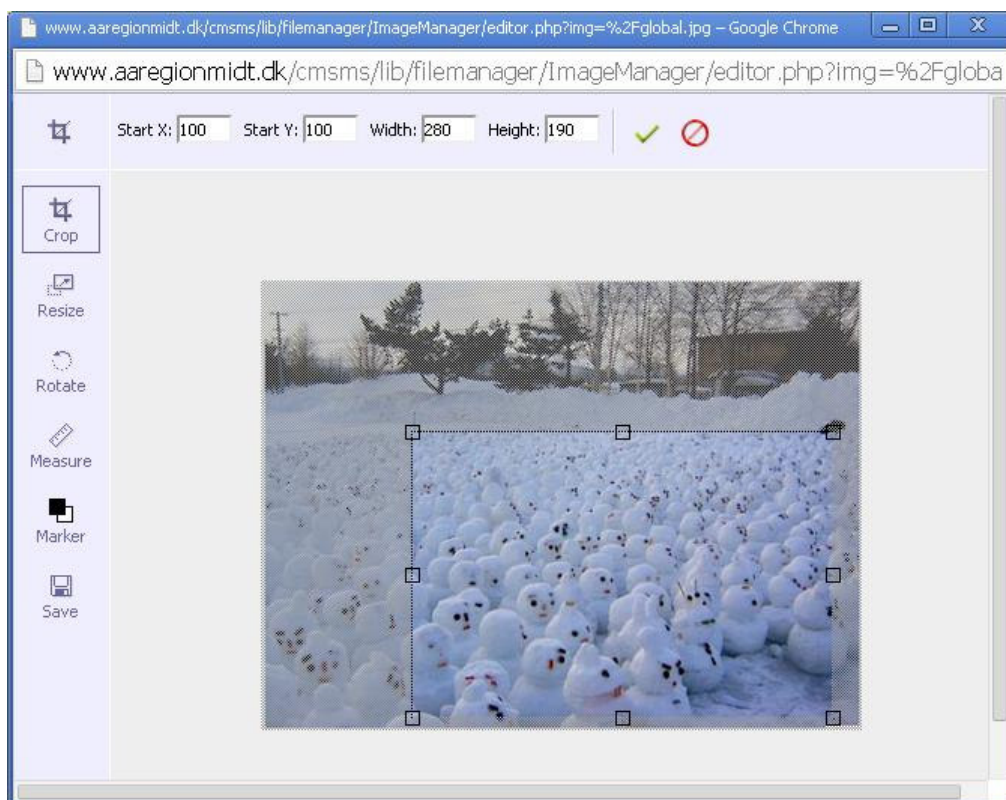 www.aaregionmidt.dk/cmsms/lib/filemanager/ImageManager/editor.php?img=%2Fglobal.jpg – Google Chrome
www.aaregionmidt.dk/cmsms/lib/filemanager/ImageManager/editor.php?img=%2Fgloba
Start X: 100 Start Y: 100 Width: 280 Height: 190
Crop
Resize
Rotate
Measure
Marker
Save